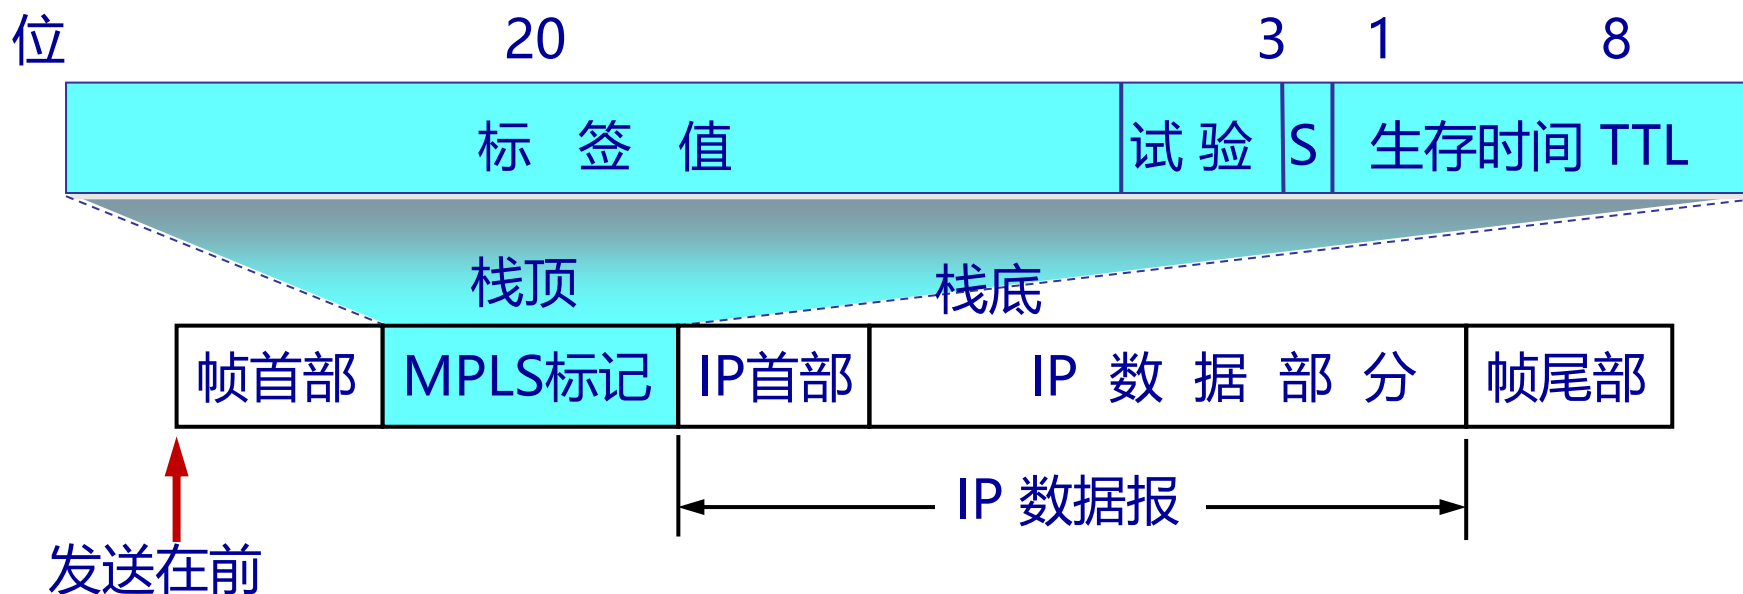 位 20 3 1 8
标 签 值 试 验 S 生存时间 TTL
栈顶 栈底
帧首部 MPLS标记 IP首部 IP 数 据 部 分 帧尾部
IP 数据报
发送在前